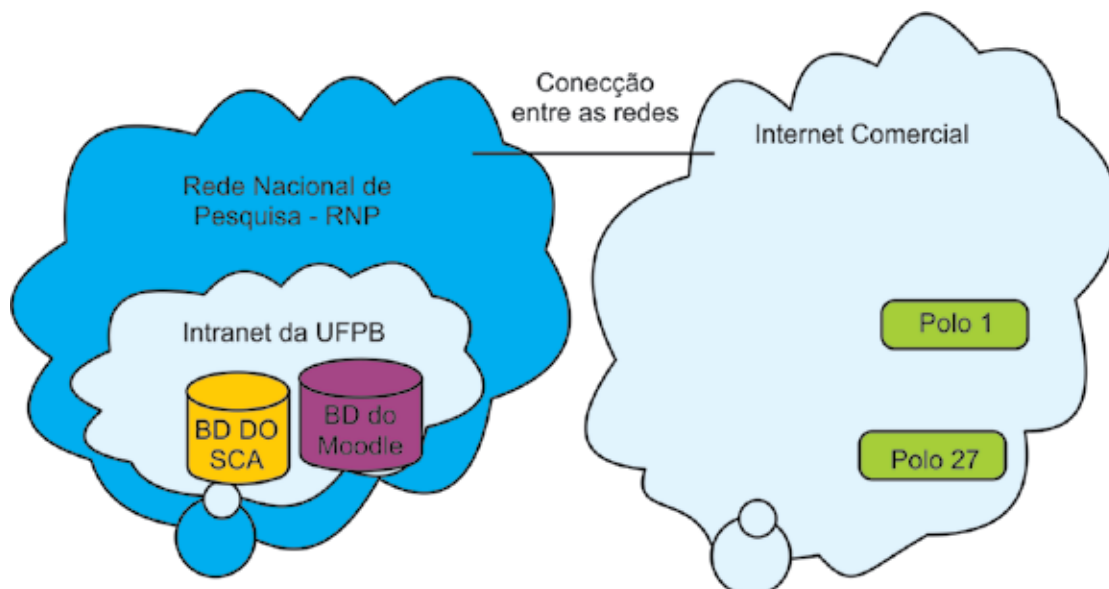 Conecção
entre as redes
Internet Comercial
Rede Nacional de
Pesquisa - RNP
Intranet da UFPB
BD DO
SCA
BD do
Moodle
Polo 1
Polo 27